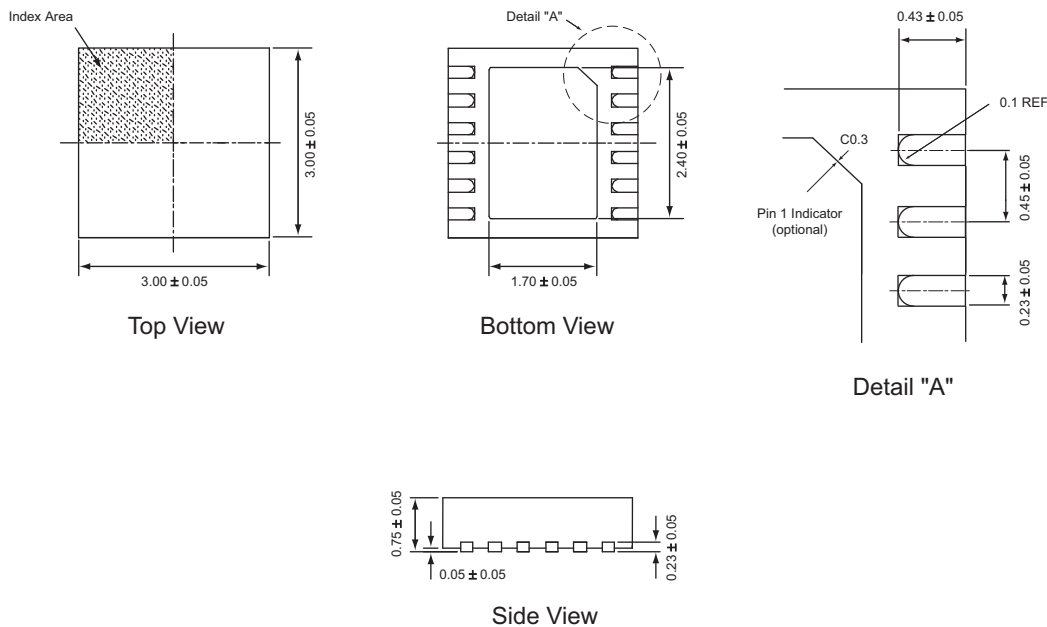 Index Area
3.00 ± 0.05
3.00 ± 0.05
Top View
Detail "A"
2.40 ± 0.05
1.70 ± 0.05
Bottom View
0.43 ± 0.05
0.1 REF
C0.3
0.45 ± 0.05
Pin 1 Indicator
(optional)
0.23 ± 0.05
Detail "A"
0.75 ± 0.05
0.05 ± 0.05
0.23 ± 0.05
Side View